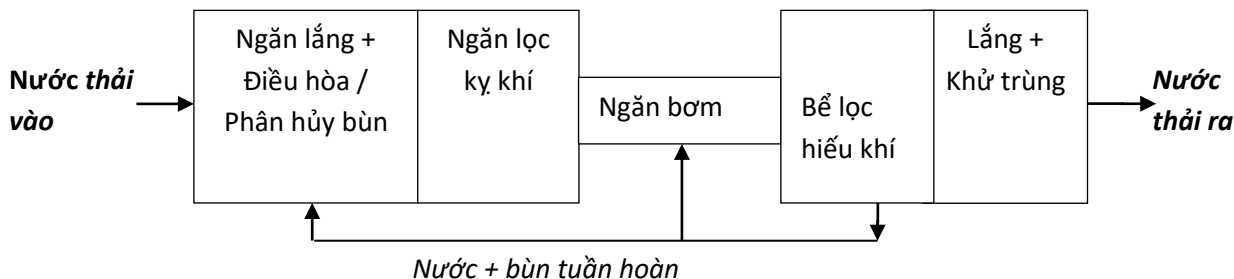 Nước thải
vào
Ngăn lắng +
Điều hòa /
Phân hủy bùn
Ngăn lọc
kỵ khí
Ngăn bơm
Bể lọc
hiếu khí
Lắng +
Khử trùng
Nước
thải ra
Nước + bùn tuần hoàn